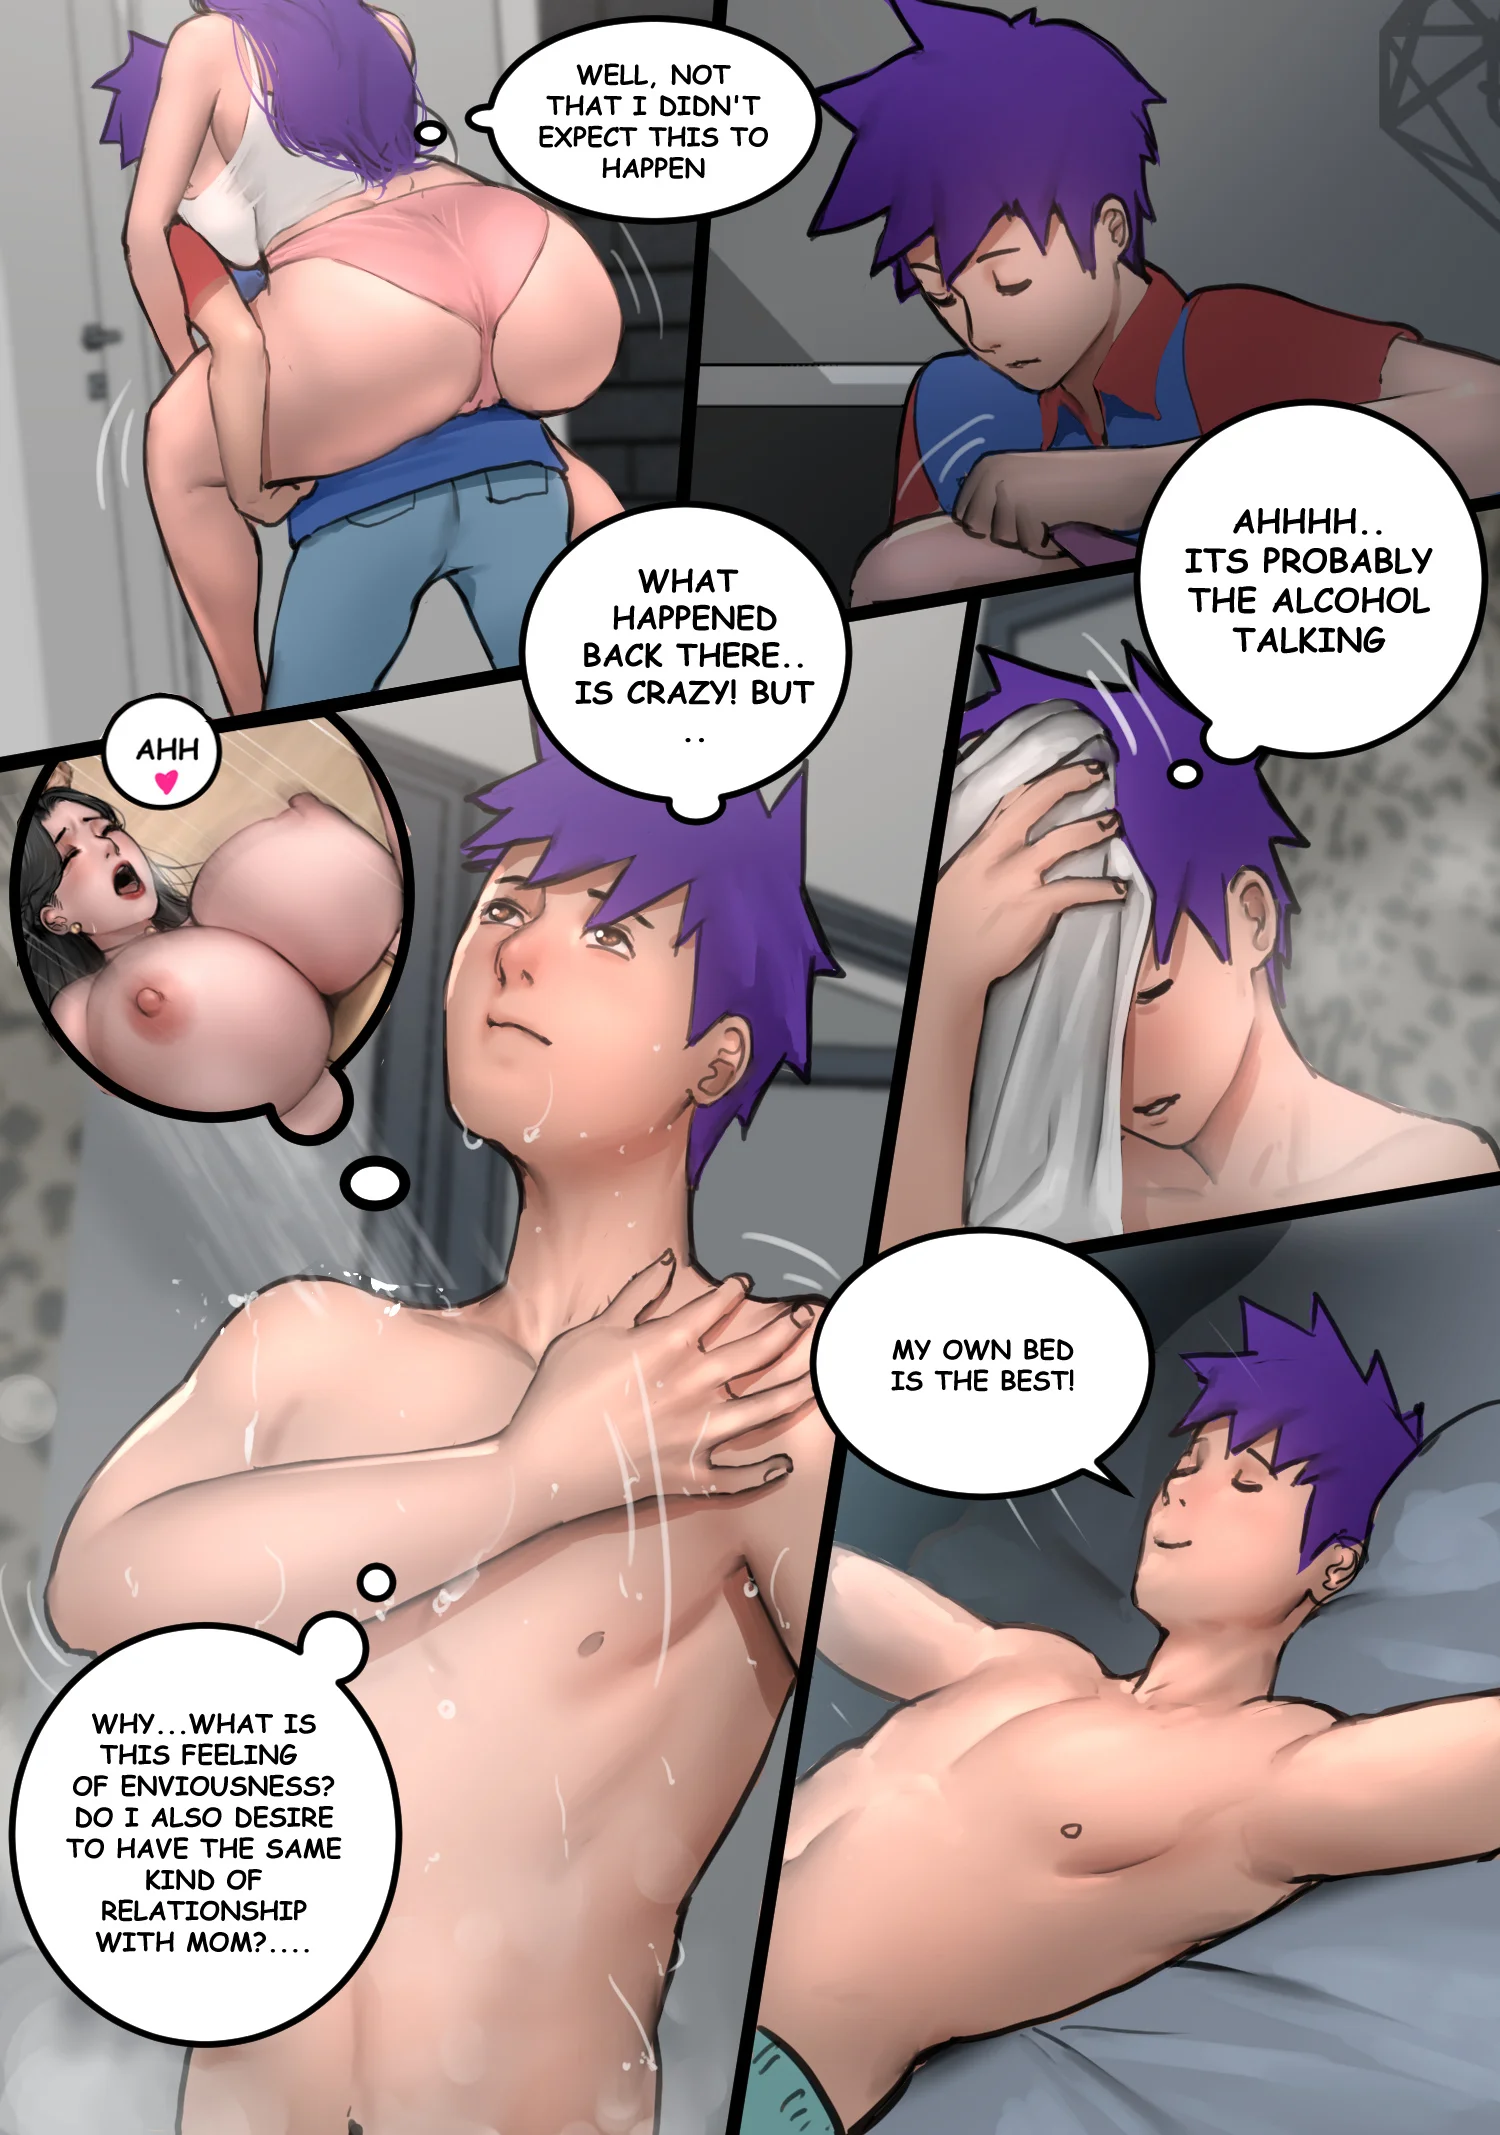 WELL, NOT
THAT I DIDN'T
EXPECT THIS TO
HAPPEN
AHHHH..
ITS PROBABLY
THE ALCOHOL
TALKING
WHAT
HAPPENED
BACK THERE..
IS CRAZY! BUT
..
AHH
MY OWN BED
IS THE BEST!
WHY...WHAT IS
THIS FEELING
OF ENVIOUSNESS?
DO I ALSO DESIRE
TO HAVE THE SAME
KIND OF
RELATIONSHIP
WITH MOM?....